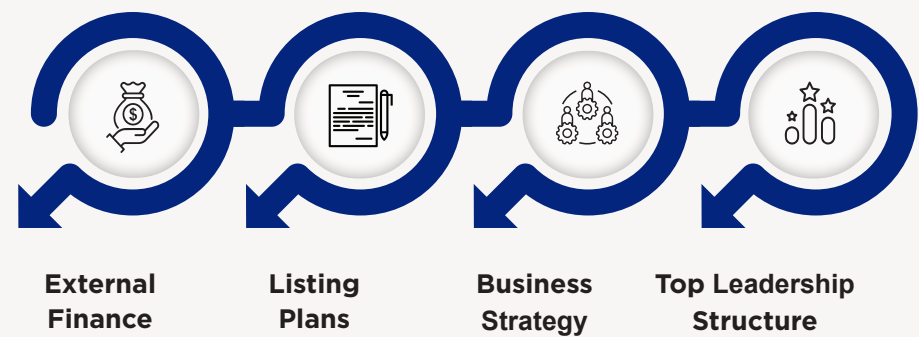 External
Finance
Listing
Plans
Business
Strategy
Top Leadership
Structure
$